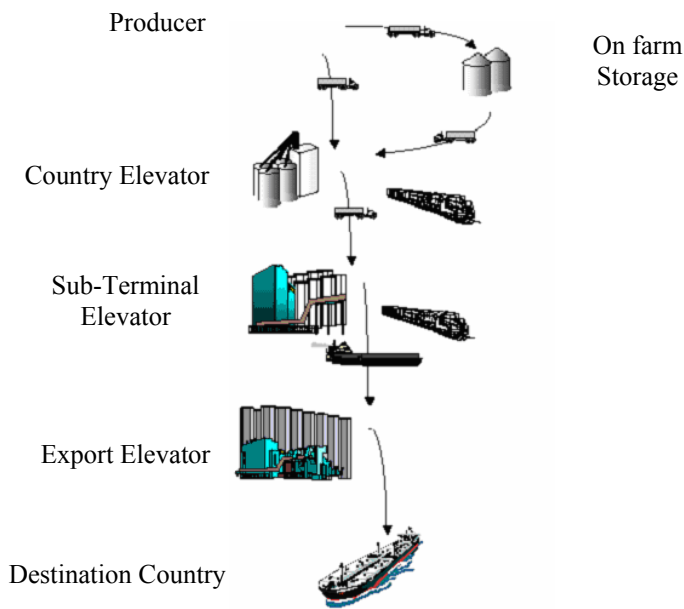 Producer
On farm
Storage
Country Elevator
Sub-Terminal
Elevator
Export Elevator
Destination Country